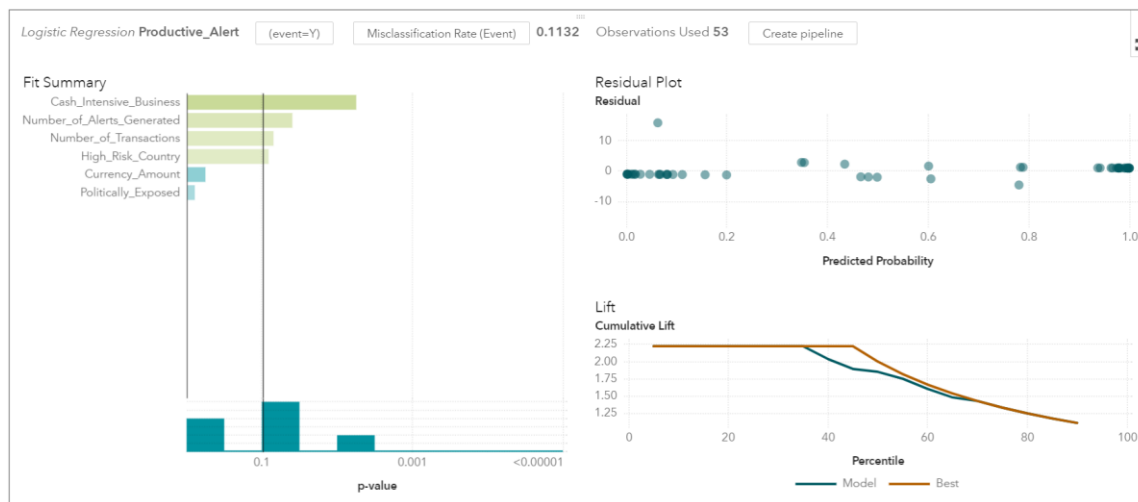 Logistic Regression Productive_Alert (event=Y) Misclassification Rate (Event) 0.1132 Observations Used 53 Create pipeline
Fit Summary
Cash_Intensive_Business
Number_of_Alerts_Generated
Number_of_Transactions
High_Risk_Country
Currency_Amount
Politically_Exposed
0.1 0.001 <0.00001
p-value
Residual Plot
Residual
10
0
-10
0.0 0.2 0.4 0.6 0.8 1.0
Predicted Probability
Lift
Cumulative Lift
2.25
2.00
1.75
1.50
1.25
0 20 40 60 80 100
Percentile
Model Best